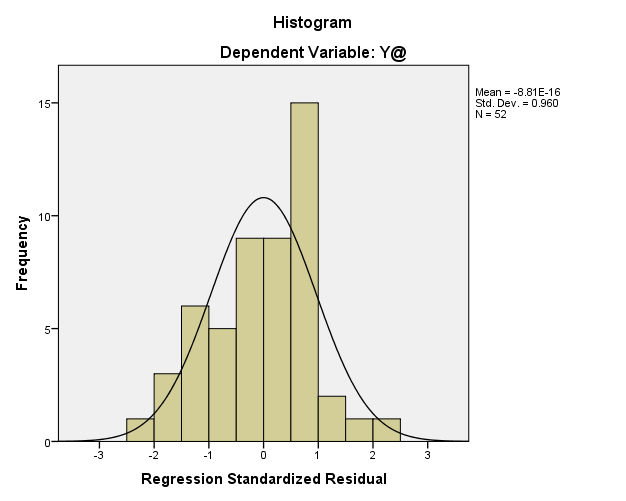 Histogram
Dependent Variable: Y@
Mean = -8.81E-16
Std. Dev. = 0.960
N = 52
Frequency
15
10
5
0
-3 -2 -1 0 1 2 3
Regression Standardized Residual